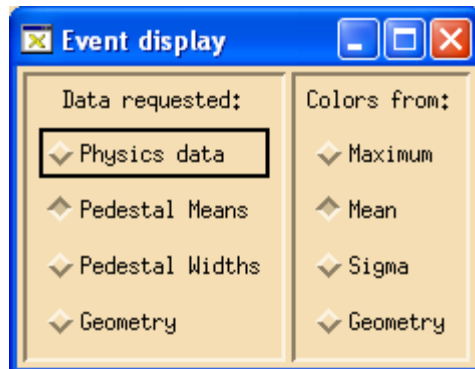 Event display
Data requested:
Physics data
Pedestal Means
Pedestal Widths
Geometry
Colors from:
Maximum
Mean
Sigma
Geometry